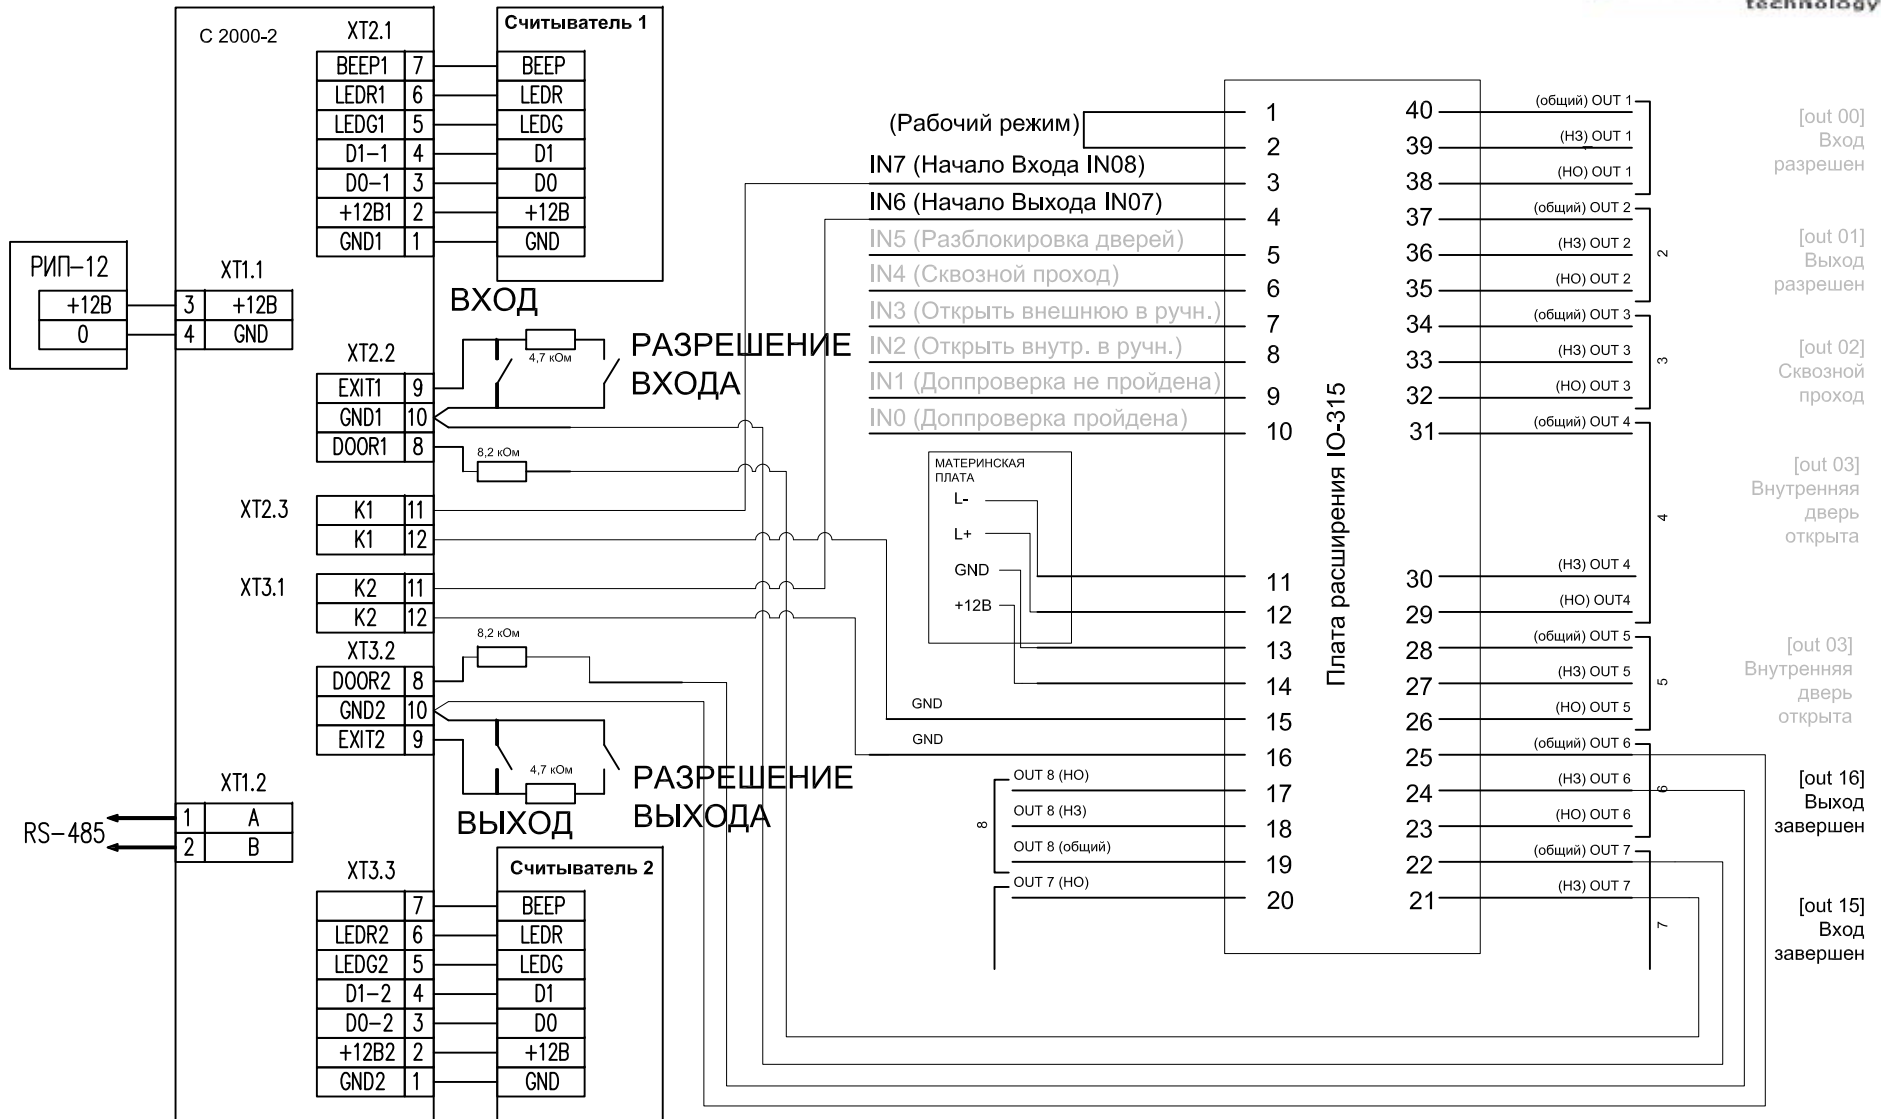 technology
С 2000-2
XT2.1
BEEP1 7
LEDR1 6
LEDG1 5
D1-1 4
D0-1 3
+12В1 2
GND1 1
Считыватель 1
BEEP
LEDR
LEDG
D1
D0
+12В
GND
РИП-12
+12В
0
XT1.1
3 +12В
4 GND
ВХОД
4,7 кОм
РАЗРЕШЕНИЕ
ВХОДА
XT2.2
EXIT1 9
GND1 10
DOOR1 8
8,2 кОм
XT2.3
K1 11
K1 12
XT3.1
K2 11
K2 12
8,2 кОм
XT3.2
DOOR2 8
GND2 10
EXIT2 9
4,7 кОм
РАЗРЕШЕНИЕ
ВЫХОДА
ВЫХОД
XT1.2
RS-485
1 A
2 B
XT3.3
7
LEDR2 6
LEDG2 5
D1-2 4
D0-2 3
+12В2 2
GND2 1
Считыватель 2
BEEP
LEDR
LEDG
D1
D0
+12В
GND
(Рабочий режим)
IN7 (Начало Входа IN08)
IN6 (Начало Выхода IN07)
IN5 (Разблокировка дверей)
IN4 (Сквозной проход)
IN3 (Открыть внешнюю в ручн.)
IN2 (Открыть внутр. в ручн.)
IN1 (Доппроверка не пройдена)
IN0 (Доппроверка пройдена)
МАТЕРИНСКАЯ
ПЛАТА
L-
L+
GND
+12В
GND
GND
OUT 8 (НО)
OUT 8 (НЗ)
OUT 8 (общий)
OUT 7 (НО)
8
1
2
3
4
5
6
7
8
9
10
11
12
13
14
15
16
17
18
19
20
Плата расширения IO-315
40
39
38
37
36
35
34
33
32
31
30
29
28
27
26
25
24
23
22
21
(общий) OUT 1
(НЗ) OUT 1
(НО) OUT 1
(общий) OUT 2
(НЗ) OUT 2
(НО) OUT 2
(общий) OUT 3
(НЗ) OUT 3
(НО) OUT 3
(общий) OUT 4
(НЗ) OUT 4
(НО) OUT4
(общий) OUT 5
(НЗ) OUT 5
(НО) OUT 5
(общий) OUT 6
(НЗ) OUT 6
(НО) OUT 6
(общий) OUT 7
(НЗ) OUT 7
1
2
3
4
5
6
7
[out 00]
Вход
разрешен
[out 01]
Выход
разрешен
[out 02]
Сквозной
проход
[out 03]
Внутренняя
дверь
открыта
[out 03]
Внутренняя
дверь
открыта
[out 16]
Выход
завершен
[out 15]
Вход
завершен